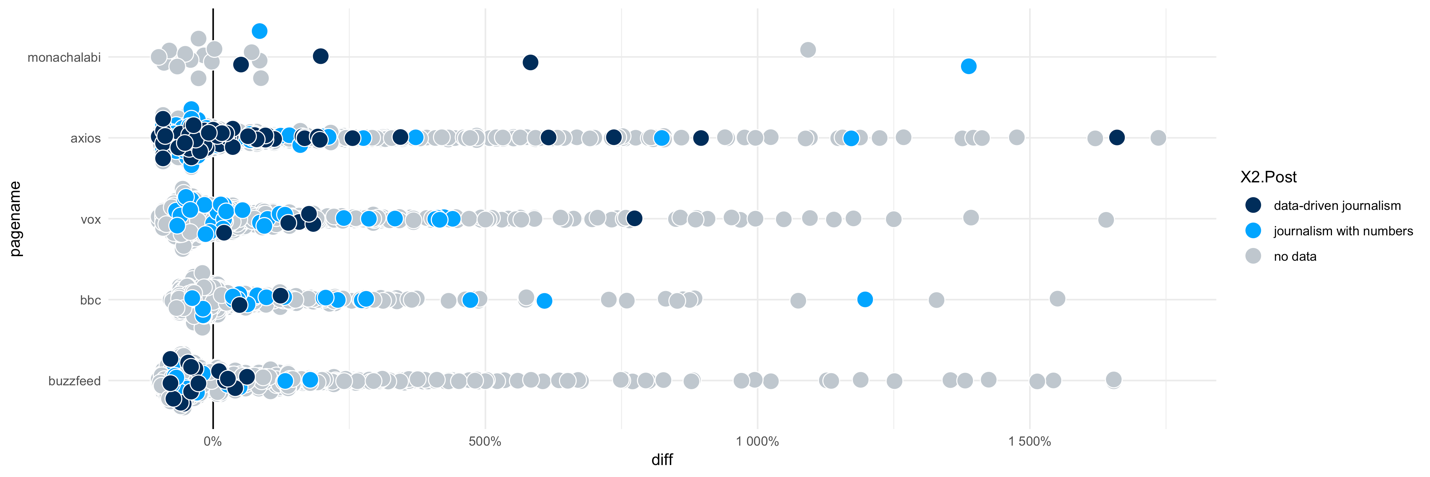 monachalabi
axios
vox
bbc
buzzfeed
pagename
0%
500%
1 000%
1 500%
diff
X2.Post
data-driven journalism
journalism with numbers
no data